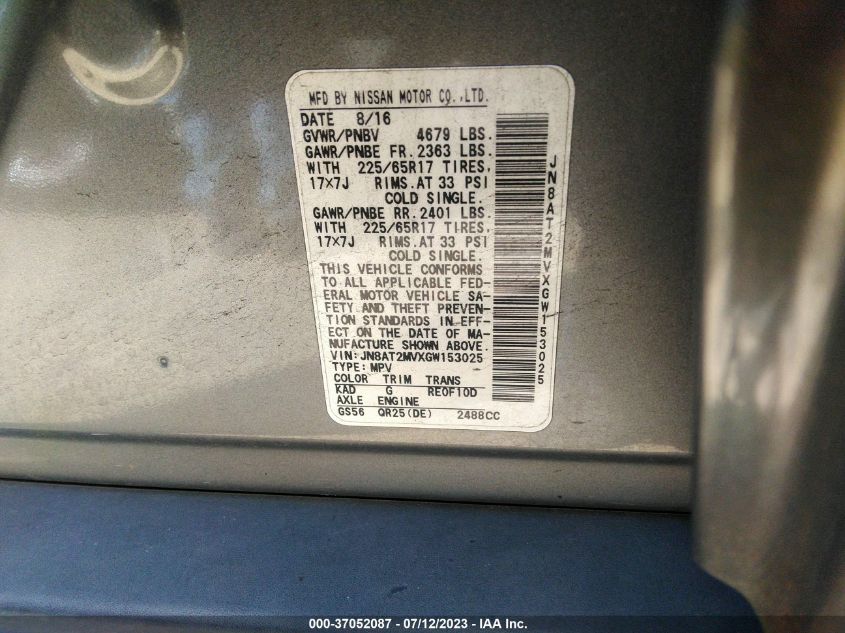 MFD BY NISSAN MOTOR CO.,LTD.
DATE 8/16
GVWR/PNBV 4679 LBS.
GAWR/PNBE FR. 2363 LBS.
WITH 225/65R17 TIRES,
17x7J RIMS. AT 33 PSI
COLD SINGLE.
GAWR/PNBE RR. 2401 LBS.
WITH 225/65R17 TIRES,
17x7J RIMS. AT 33 PSI
COLD SINGLE.
THIS VEHICLE CONFORMS
TO ALL APPLICABLE FED-
ERAL MOTOR VEHICLE SA-
FETY AND THEFT PREVEN-
TION STANDARDS IN EFF-
ECT ON THE DATE OF MA-
NUFACTURE SHOWN ABOVE.
VIN: JN8AT2MVXGW153025
TYPE: MPV
COLOR TRIM TRANS
KAD G RE0F10D
AXLE ENGINE
GS56 QR25(DE) 2488CC
JN8AT2MVXGW153025
000-37052087 - 07/12/2023 - IAA Inc.